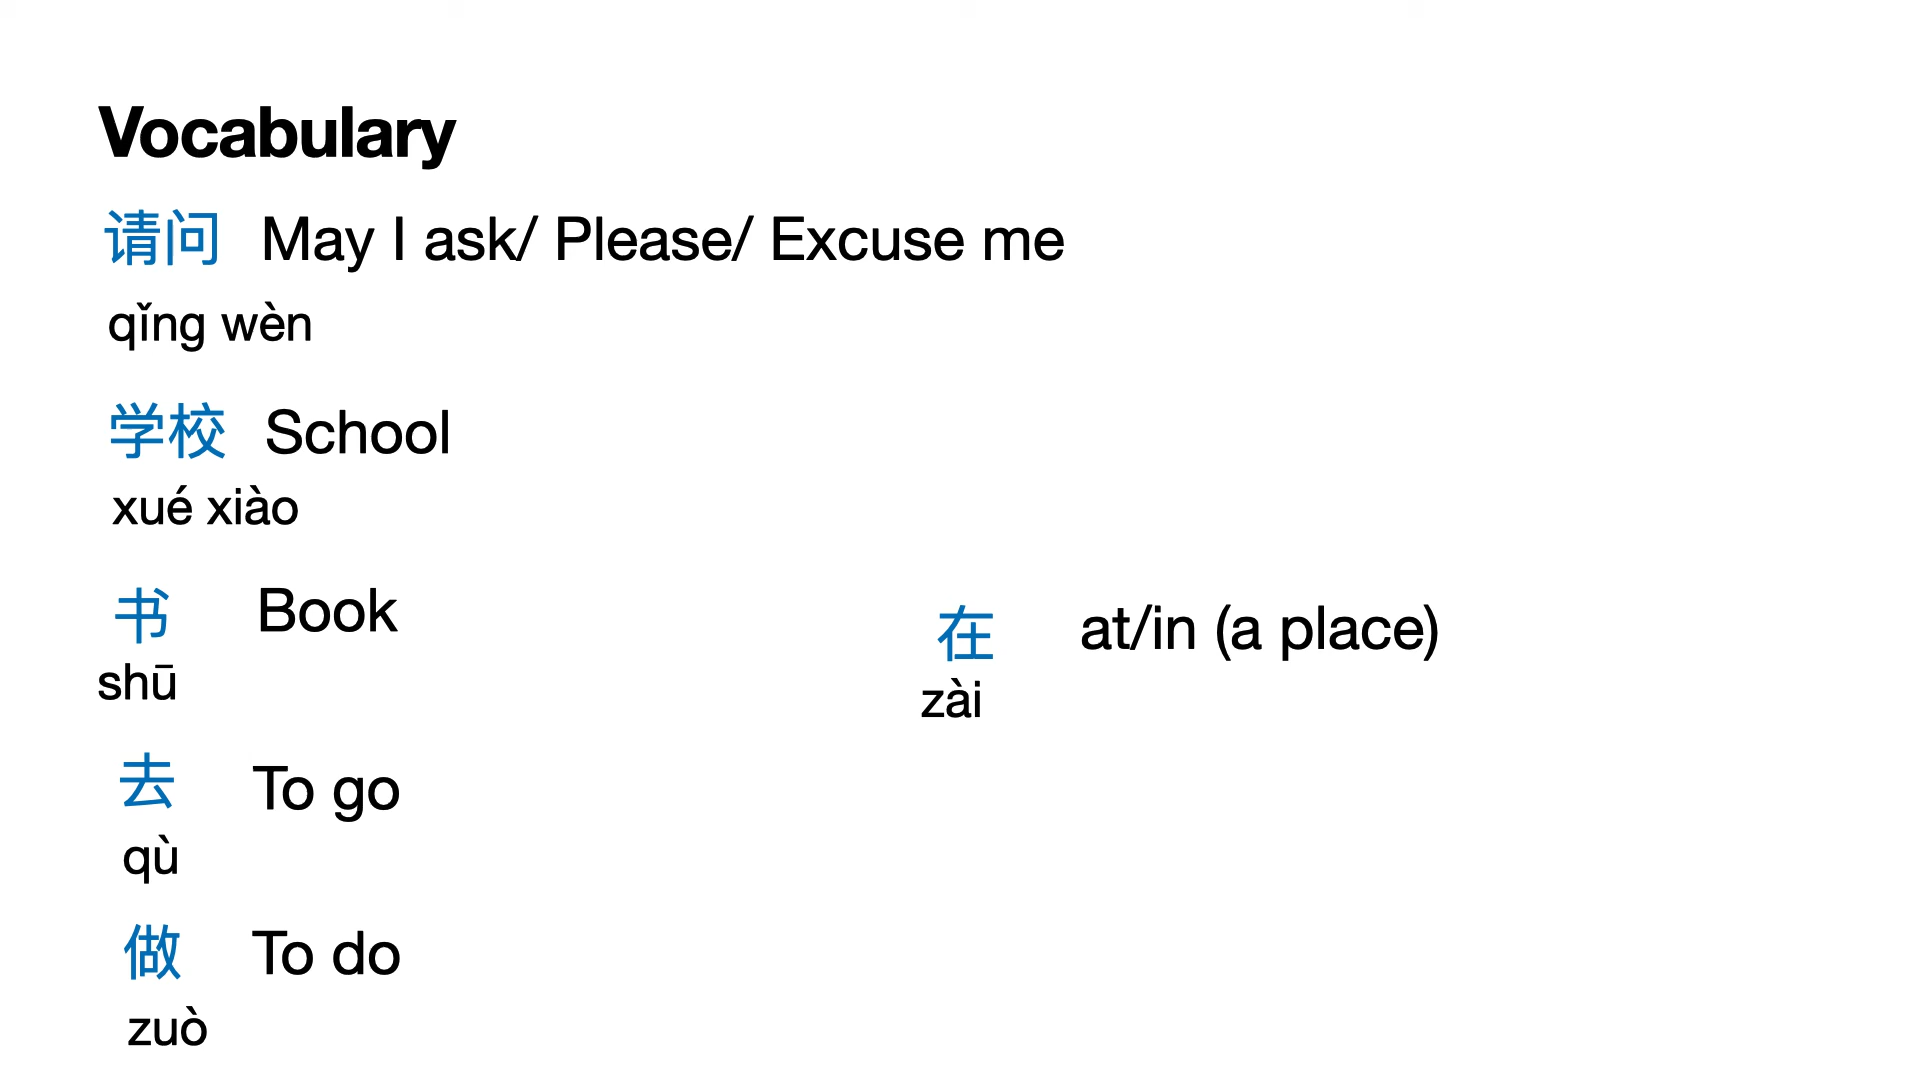 Vocabulary
请问 May I ask/ Please/ Excuse me
qǐng wèn
学校 School
xué xiào
书 Book
shū
在 at/in (a place)
zài
去 To go
qù
做 To do
zuò